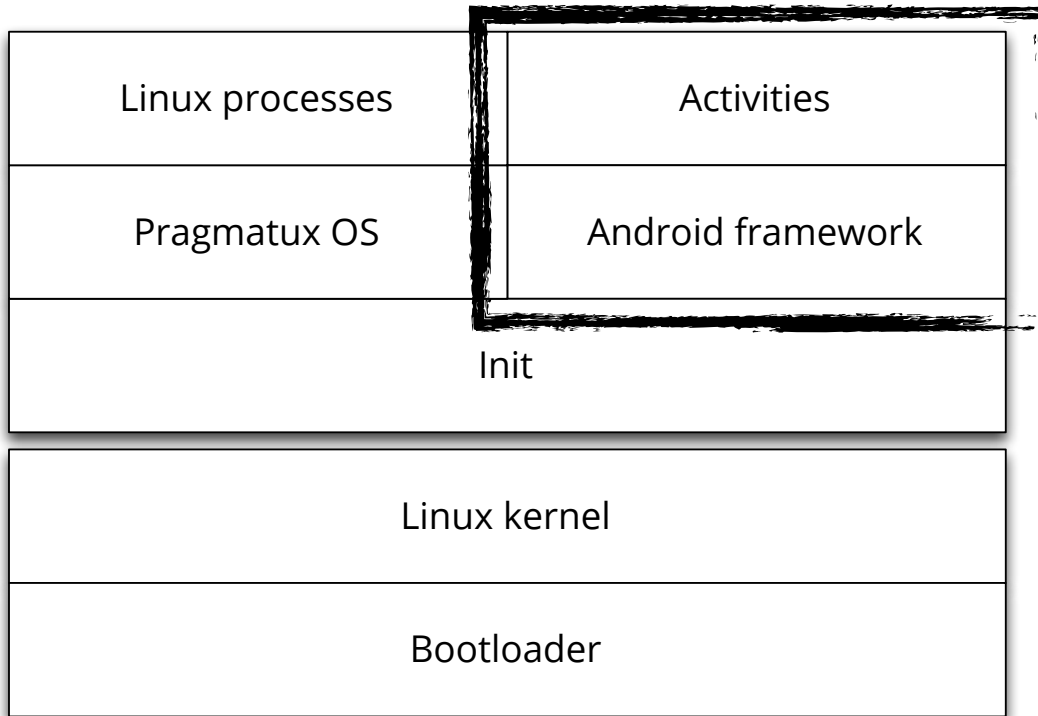 Linux processes
Activities
Pragmatux OS
Android framework
Init
Linux kernel
Bootloader